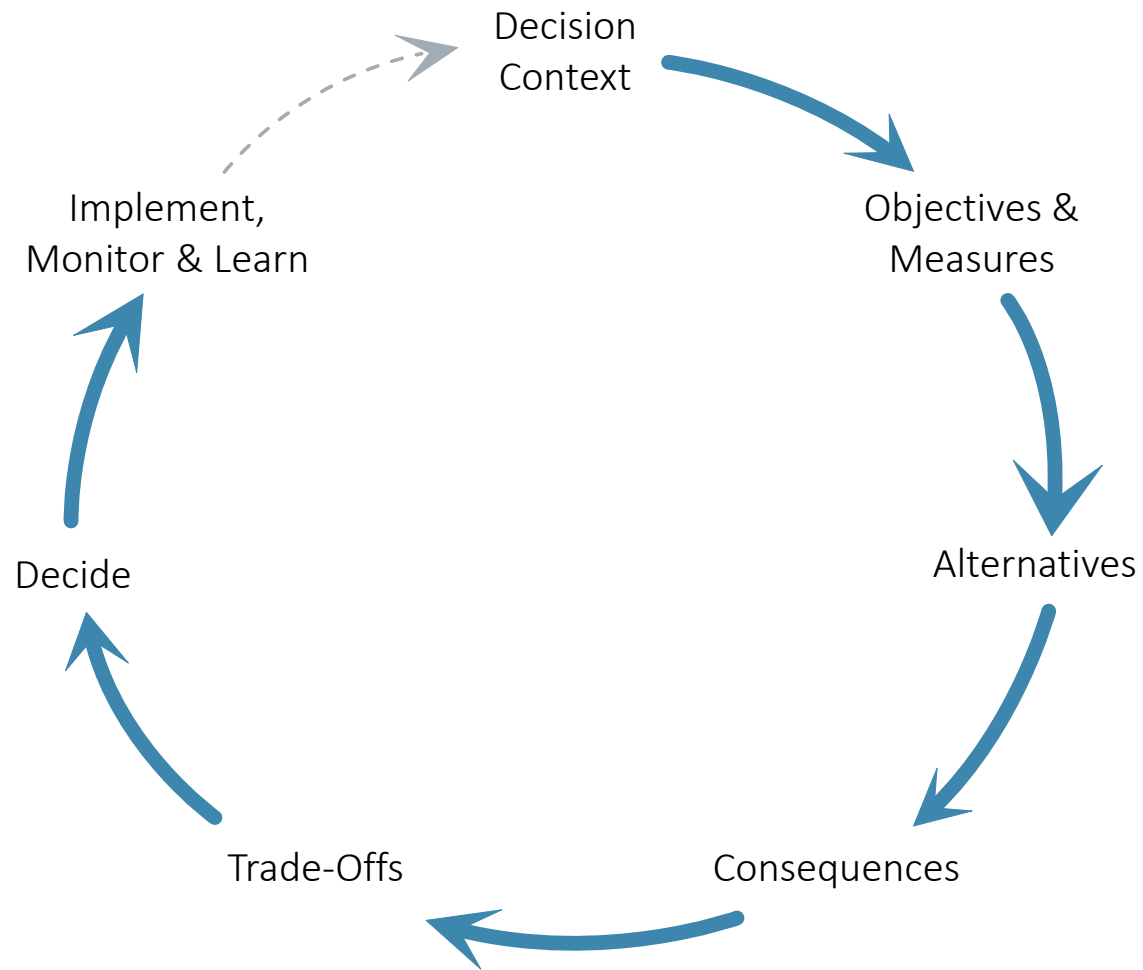 Decision
Context
Objectives &
Measures
Alternatives
Consequences
Trade-Offs
Decide
Implement,
Monitor & Learn